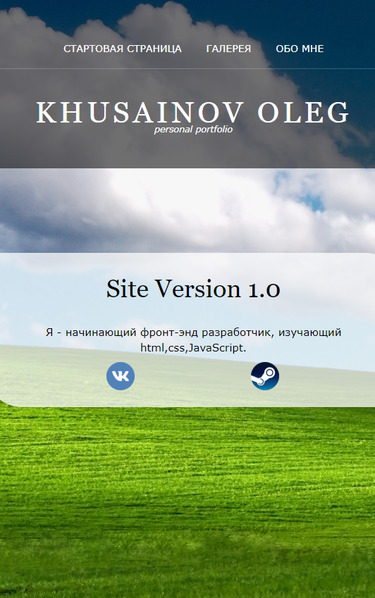 СТАРТОВАЯ СТРАНИЦА ГАЛЕРЕЯ ОБО МНЕ
KHUSAINOV OLEG
personal portfolio
Site Version 1.0
Я - начинающий фронт-энд разработчик, изучающий
html,css,JavaScript.